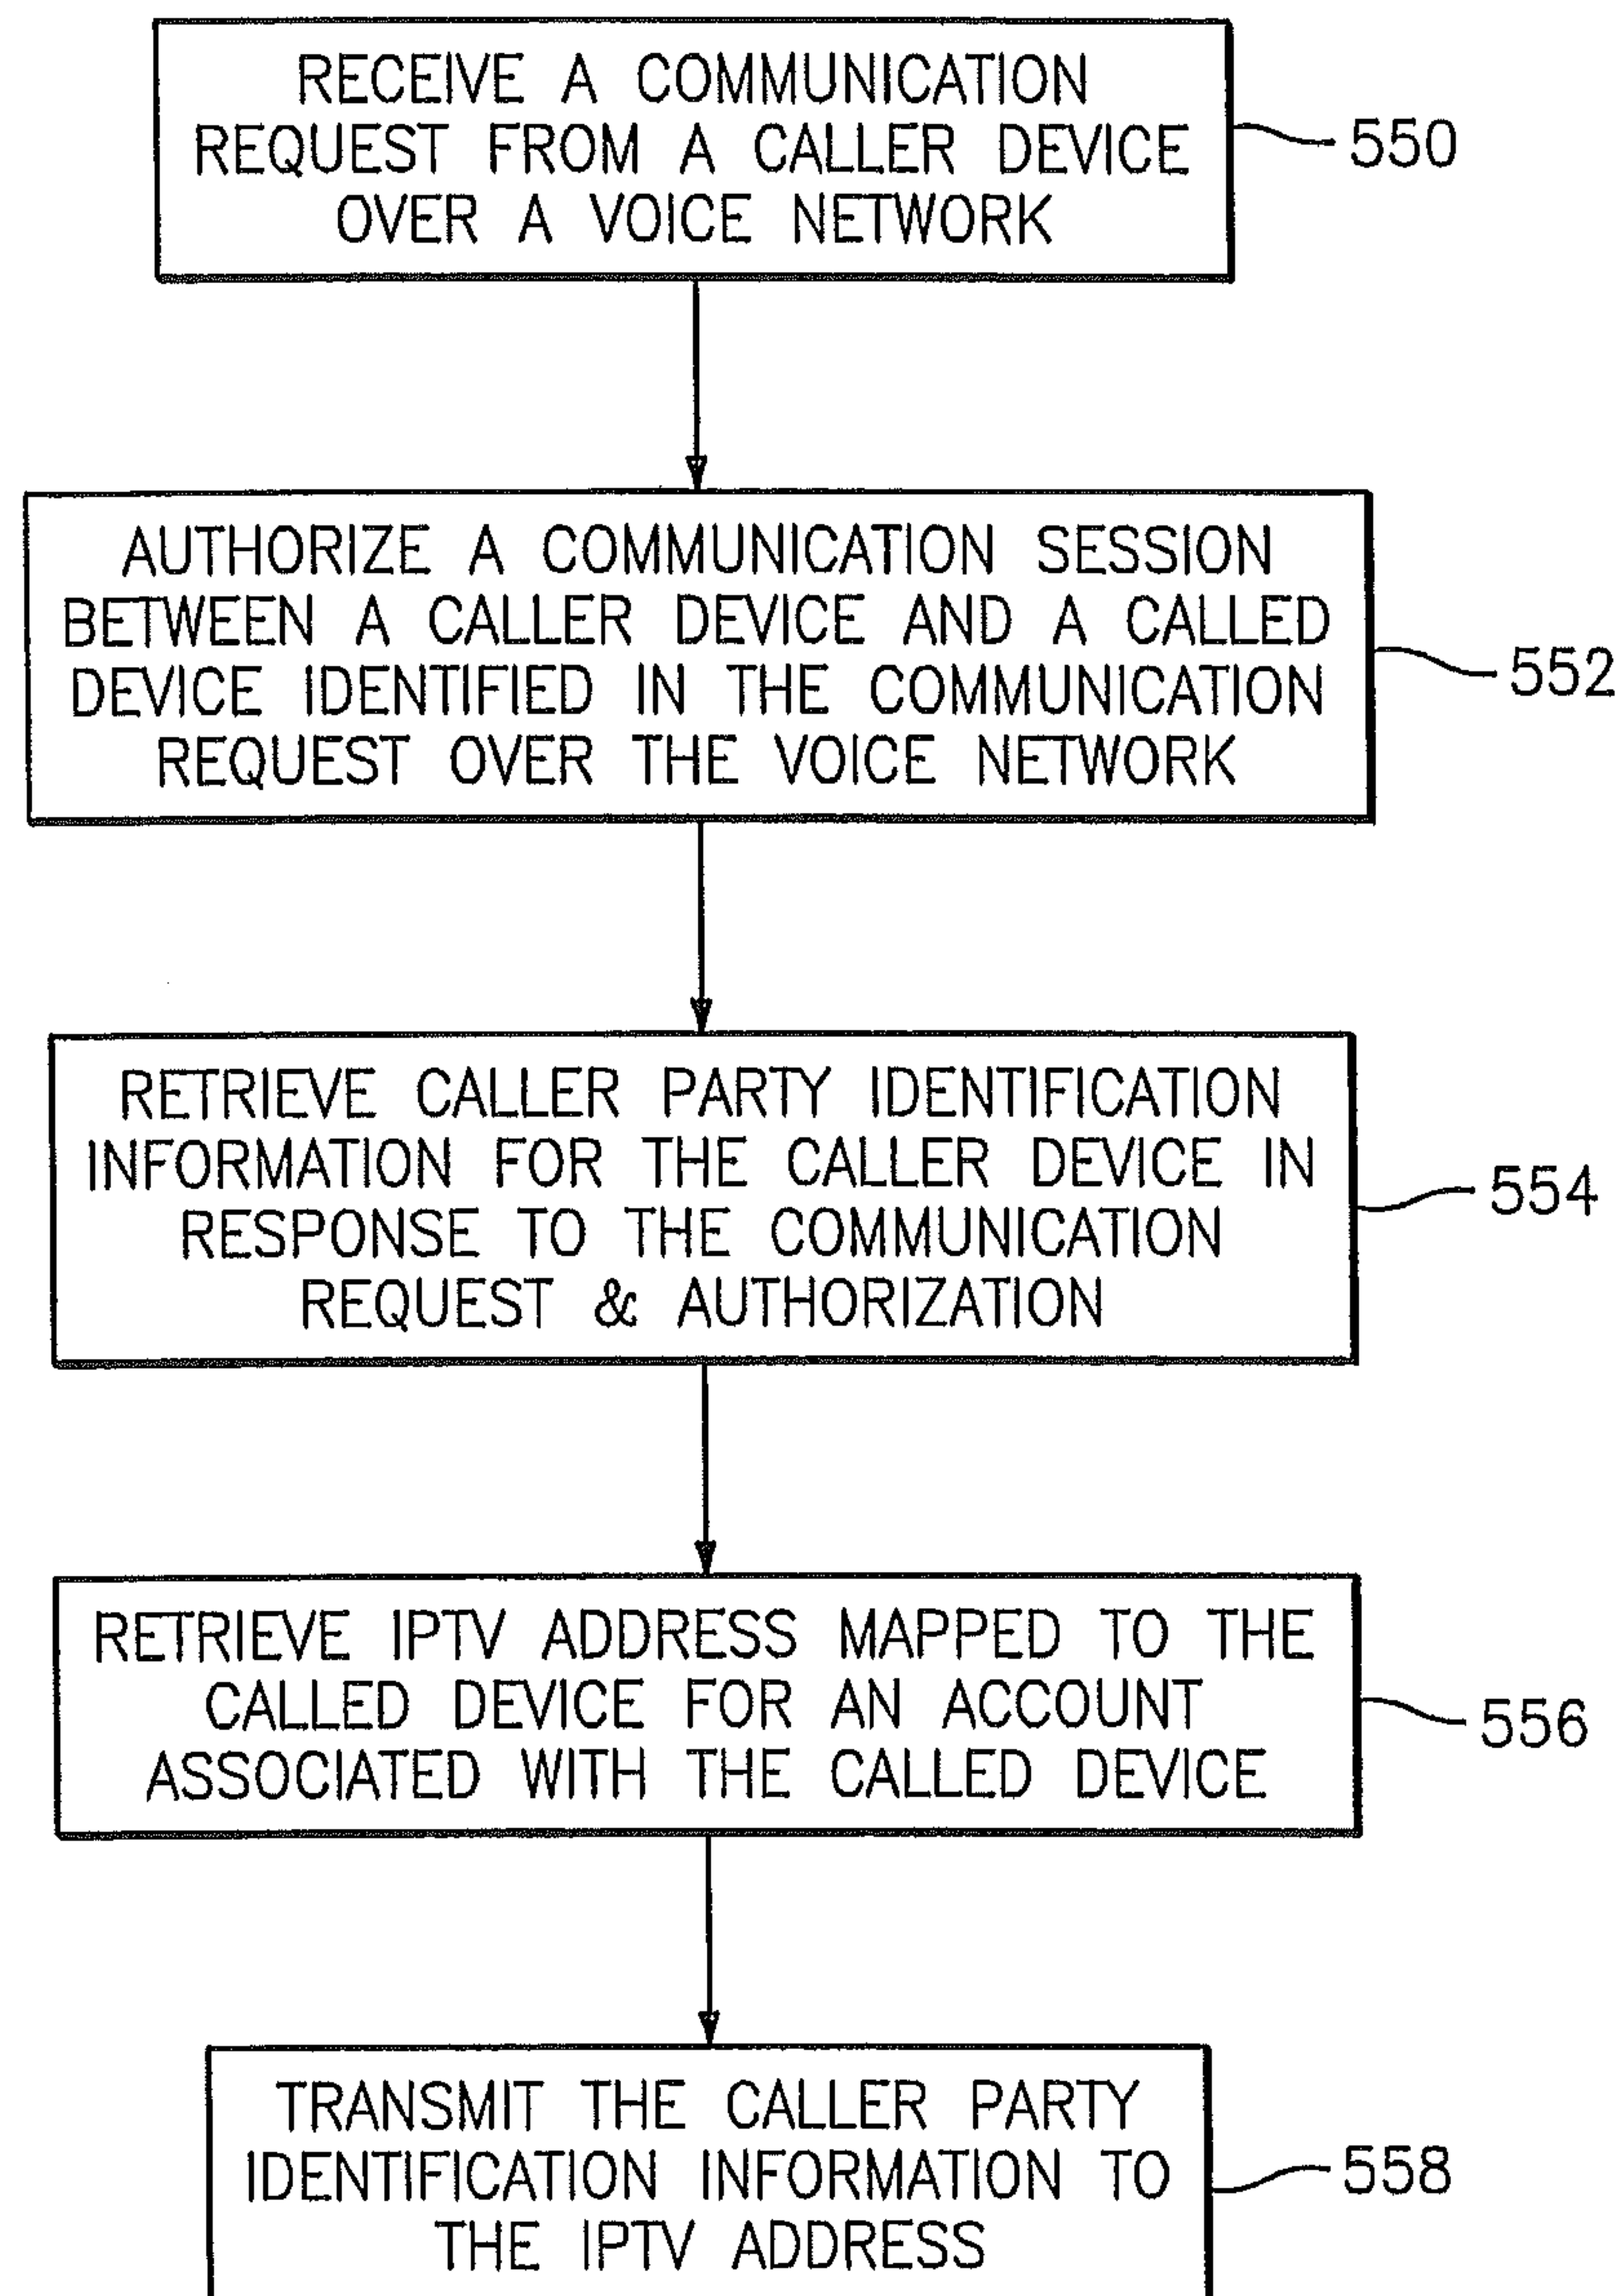 RECEIVE A COMMUNICATION
REQUEST FROM A CALLER DEVICE
OVER A VOICE NETWORK
550
AUTHORIZE A COMMUNICATION SESSION
BETWEEN A CALLER DEVICE AND A CALLED
DEVICE IDENTIFIED IN THE COMMUNICATION
REQUEST OVER THE VOICE NETWORK
552
RETRIEVE CALLER PARTY IDENTIFICATION
INFORMATION FOR THE CALLER DEVICE IN
RESPONSE TO THE COMMUNICATION
REQUEST & AUTHORIZATION
554
RETRIEVE IPTV ADDRESS MAPPED TO THE
CALLED DEVICE FOR AN ACCOUNT
ASSOCIATED WITH THE CALLED DEVICE
556
TRANSMIT THE CALLER PARTY
IDENTIFICATION INFORMATION TO
THE IPTV ADDRESS
558